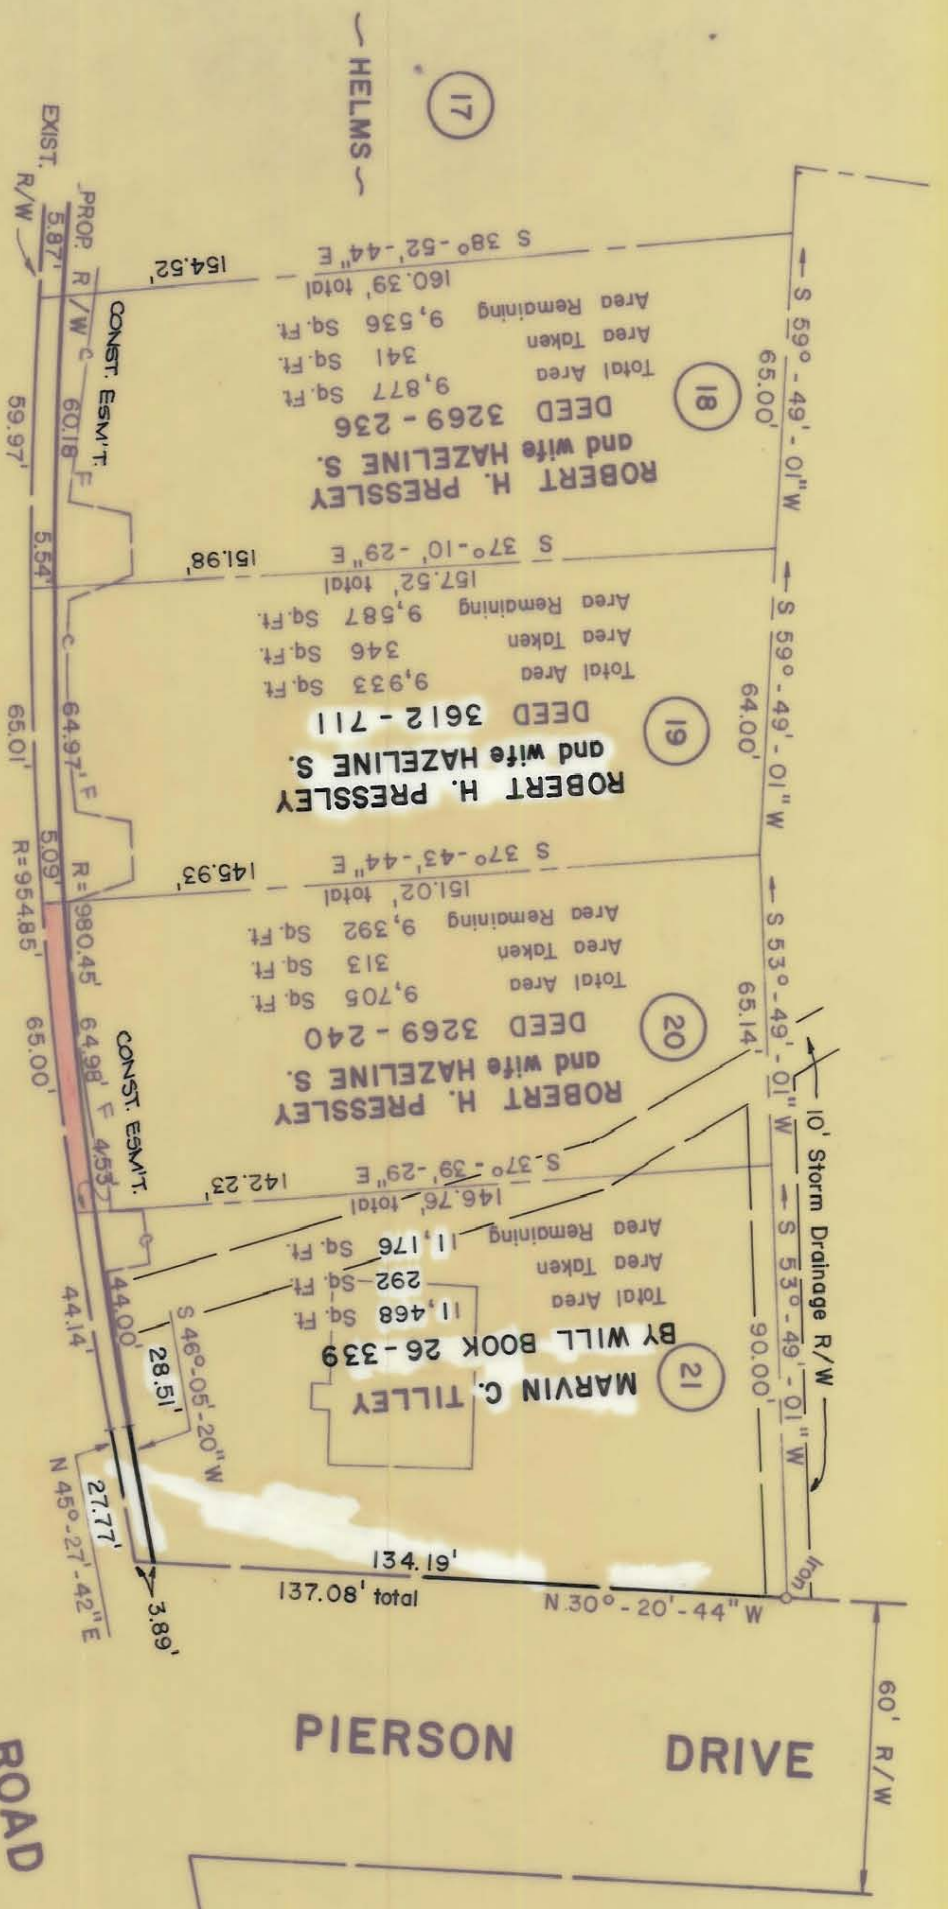 ~ HELMS ~
17
EXIST.
R/W
PROP. R/W
5.87'
CONST. ESM'T.
C
60.18
F
59.97'
S 38°-52'-44" E
154.52'
160.39' total
← S 59°-49'-01" W
65.00'
18
ROBERT H. PRESSLEY
and wife HAZELINE S.
DEED 3269 - 236
Total Area 9,877 Sq. Ft
Area Taken 341 Sq. Ft.
Area Remaining 9,536 Sq. Ft.
5.54'
S 37°-10'-29" E
151.98'
157.52' total
← S 59°-49'-01" W
64.00'
19
ROBERT H. PRESSLEY
and wife HAZELINE S.
DEED 3612 - 711
Total Area 9,933 Sq. Ft
Area Taken 346 Sq. Ft.
Area Remaining 9,587 Sq. Ft.
C
64.97'
F
65.01'
5.09'
R=954.85'
R=980.45'
S 37°-43'-44" E
145.93'
151.02' total
← S 53°-49'-01" W
65.14'
20
ROBERT H. PRESSLEY
and wife HAZELINE S.
DEED 3269 - 240
Total Area 9,705 Sq. Ft
Area Taken 313 Sq. Ft.
Area Remaining 9,392 Sq. Ft.
64.98'
F
65.00'
4.53'
CONST. ESM'T.
C
S 37°-39'-29" E
142.23'
146.76' total
← S 53°-49'-01" W
90.00'
10' Storm Drainage R/W
21
MARVIN C. TILLEY
BY WILL BOOK 26 - 339
Total Area 11,468 Sq. Ft
Area Taken 292 Sq. Ft
Area Remaining 11,176 Sq. Ft.
44.00'
44.14'
S 46°-05'-20" W
28.51'
27.77'
N 45°-27'-42" E
3.89'
134.19'
137.08' total
N 30°-20'-44" W
Iron
60' R/W
PIERSON DRIVE
ROAD